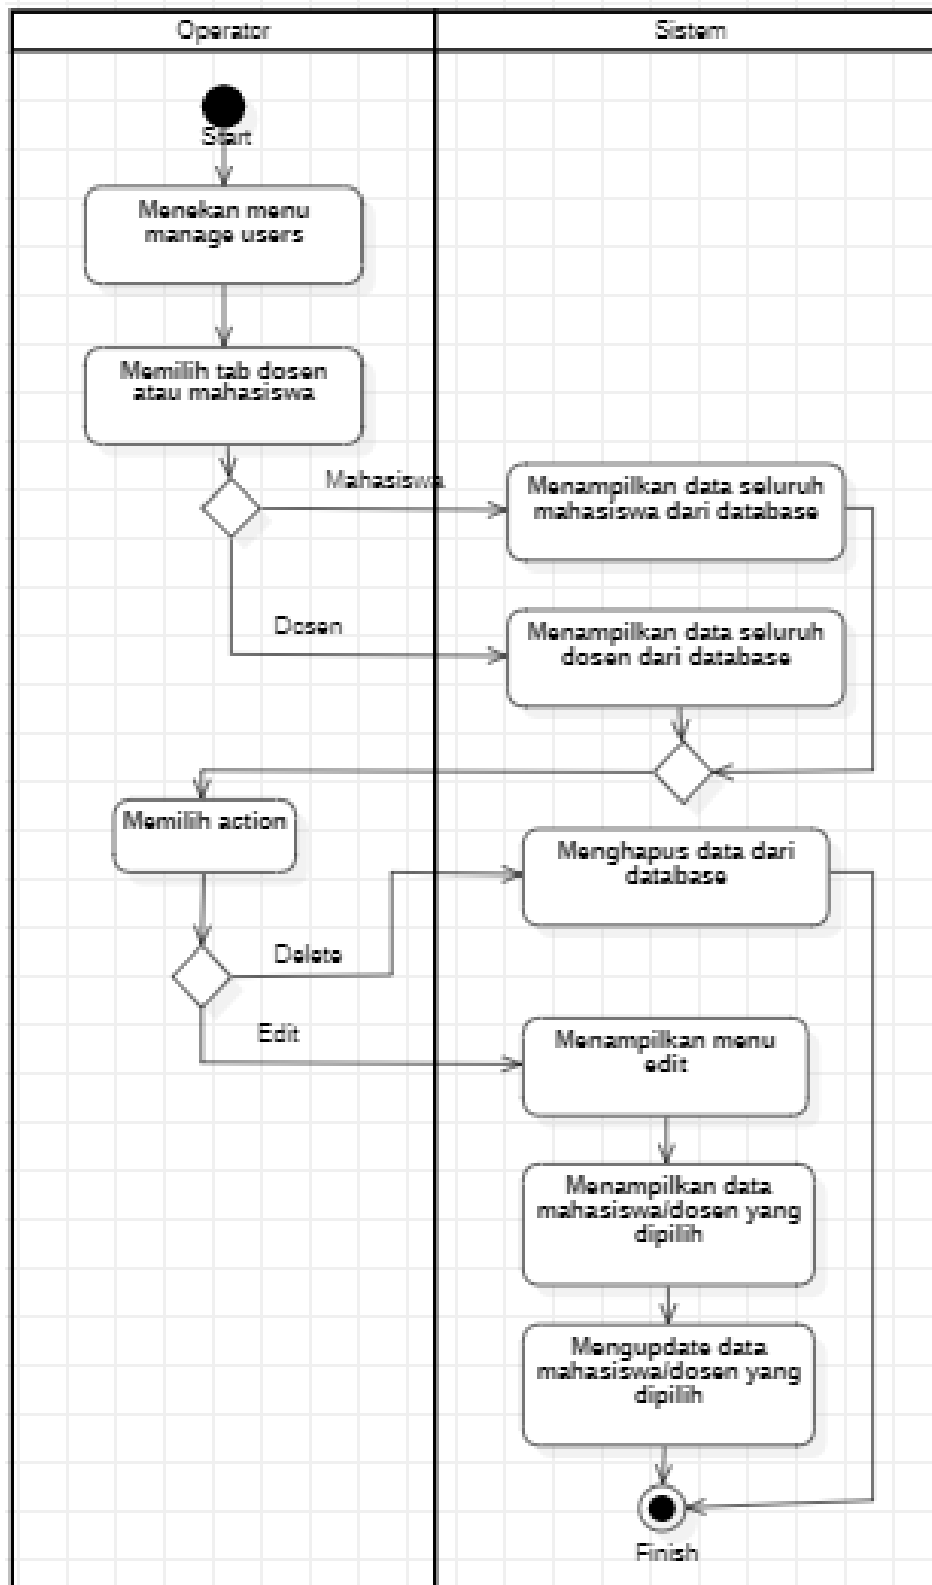 Operator
Sistem
Start
Menekan menu
manage users
Memilih tab dosen
atau mahasiswa
Mahasiswa
Menampilkan data seluruh
mahasiswa dari database
Dosen
Menampilkan data seluruh
dosen dari database
Memilih action
Menghapus data dari
database
Delete
Edit
Menampilkan menu
edit
Menampilkan data
mahasiswa/dosen yang
dipilih
Mengupdate data
mahasiswa/dosen yang
dipilih
Finish